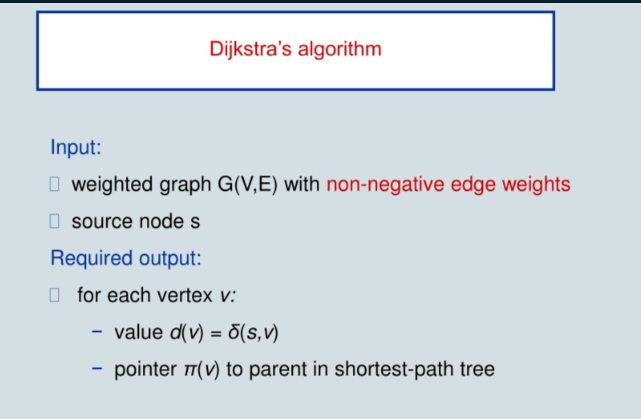 Dijkstra's algorithm
Input:
weighted graph G(V,E) with non-negative edge weights
source node s
Required output:
for each vertex v:
– value d(v) = δ(s,v)
– pointer π(v) to parent in shortest-path tree